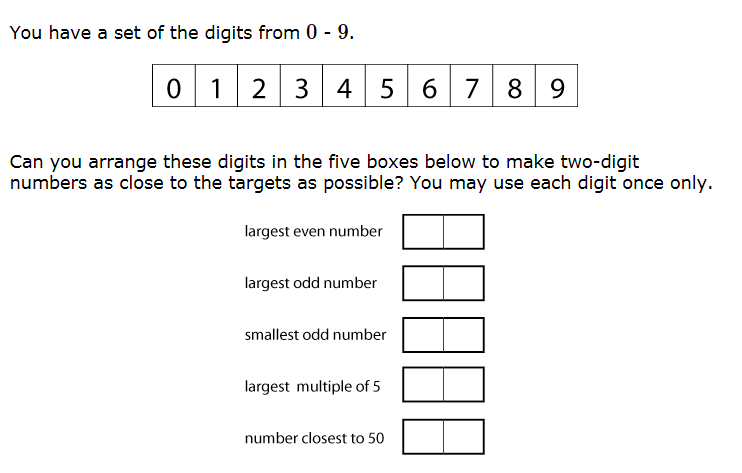 You have a set of the digits from 0 - 9.
0 1 2 3 4 5 6 7 8 9
Can you arrange these digits in the five boxes below to make two-digit
numbers as close to the targets as possible? You may use each digit once only.
largest even number
largest odd number
smallest odd number
largest multiple of 5
number closest to 50